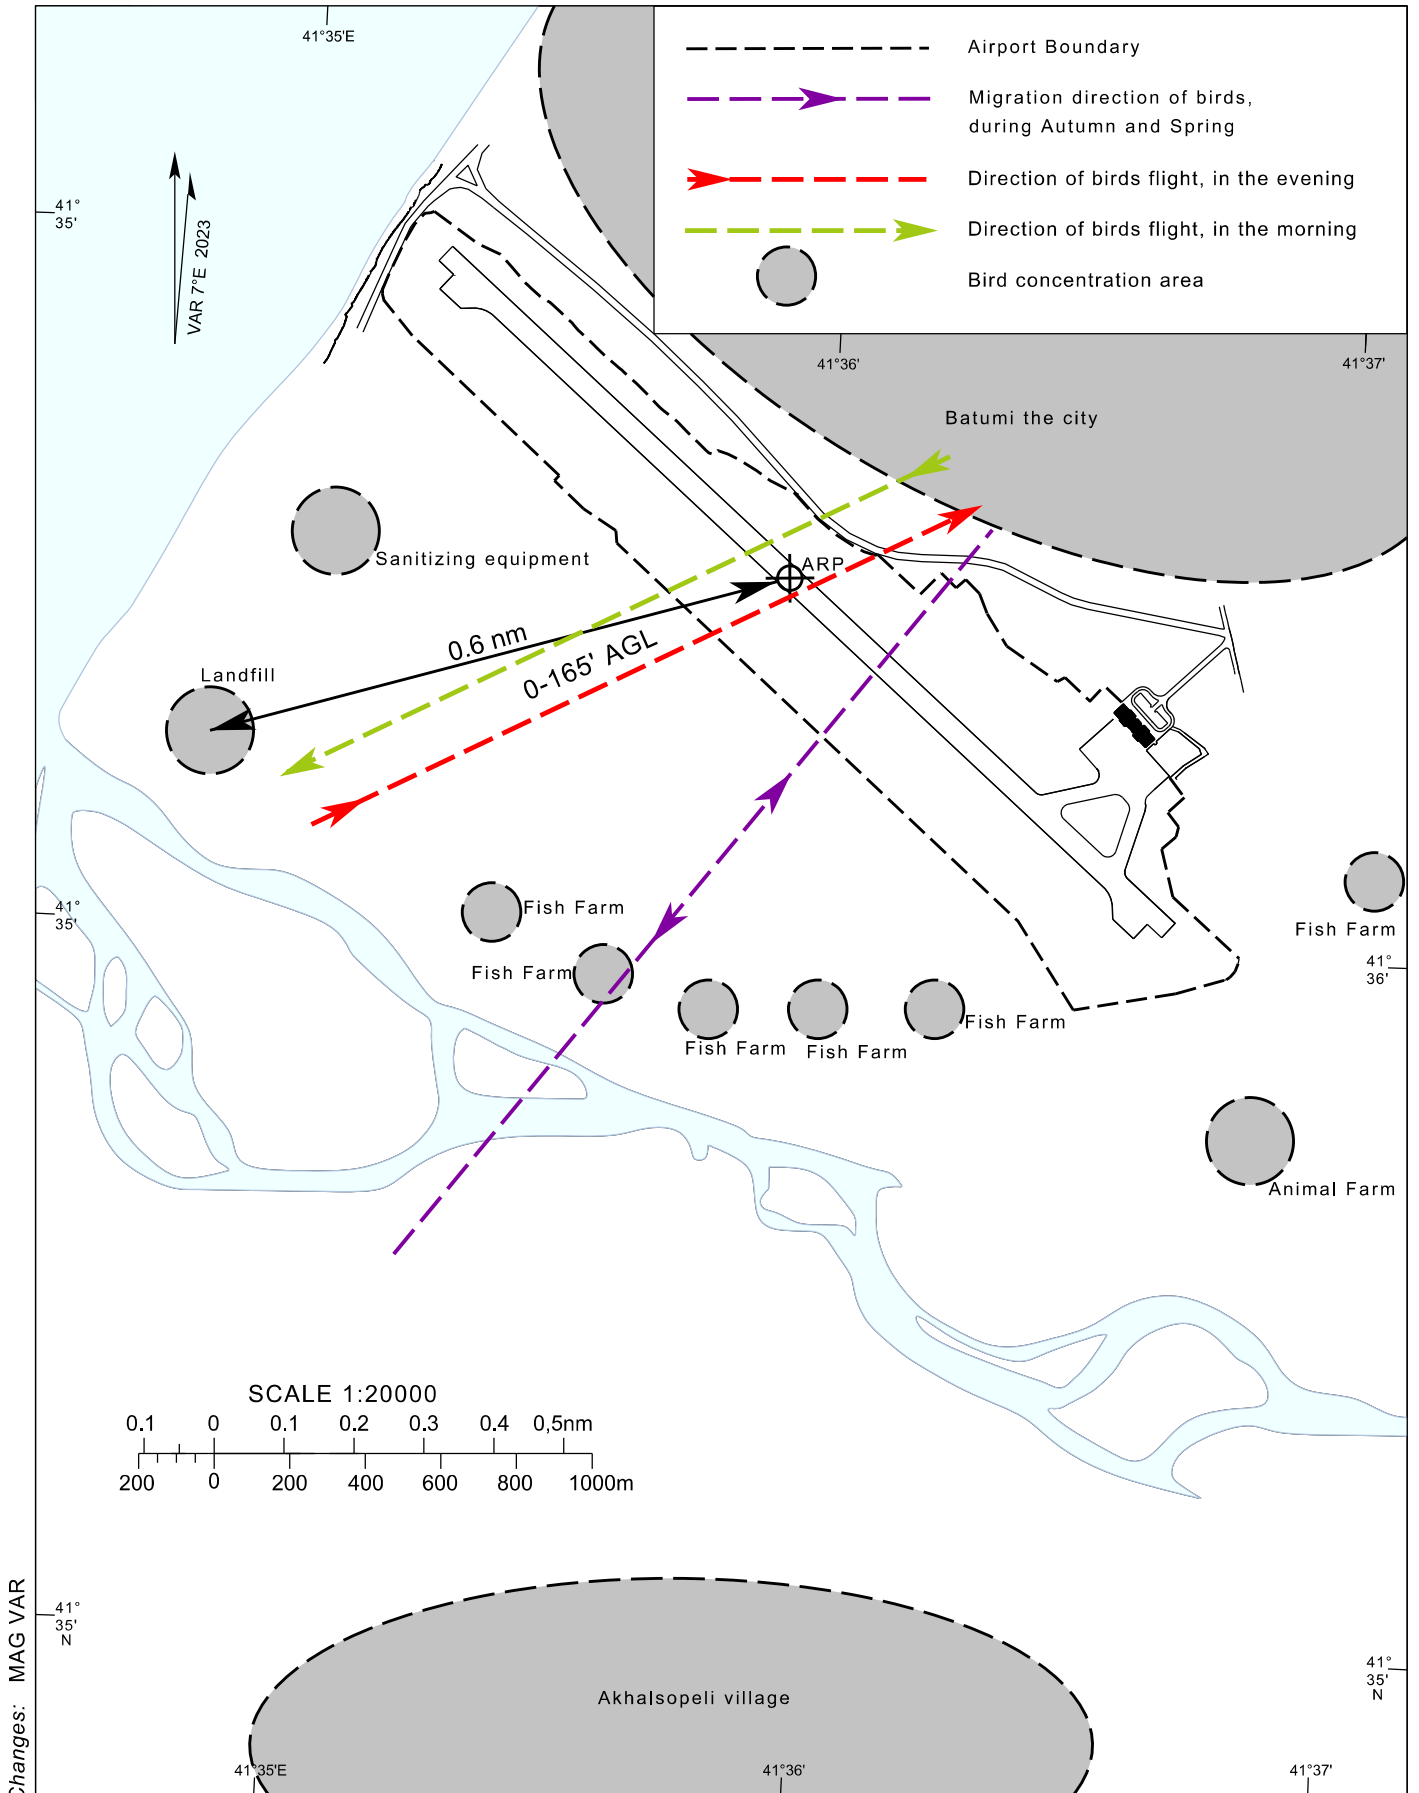 41°35'E
Airport Boundary
Migration direction of birds,
during Autumn and Spring
Direction of birds flight, in the evening
Direction of birds flight, in the morning
Bird concentration area
41°
35'
VAR 7°E 2023
41°36'
41°37'
Batumi the city
Sanitizing equipment
ARP
0.6 nm
0-165' AGL
Landfill
41°
35'
Fish Farm
Fish Farm
Fish Farm
41°
36'
Fish Farm
Fish Farm
Fish Farm
Animal Farm
SCALE 1:20000
0.1 0 0.1 0.2 0.3 0.4 0,5nm
200 0 200 400 600 800 1000m
41°
35'
N
41°
35'
N
Akhalsopeli village
41°35'E
41°36'
41°37'
Changes: MAG VAR